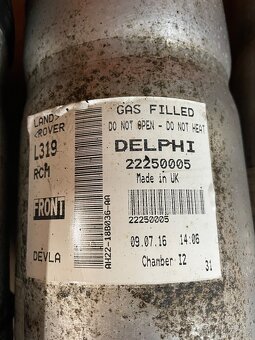 LAND-
ROVER
L319
RCM
FRONT
DEVLA
AH22-18B036-AA
GAS FILLED
DO NOT OPEN - DO NOT HEAT
DELPHI
22250005
Made in UK
22250005
09.07.16 14:06
Chamber I2
31